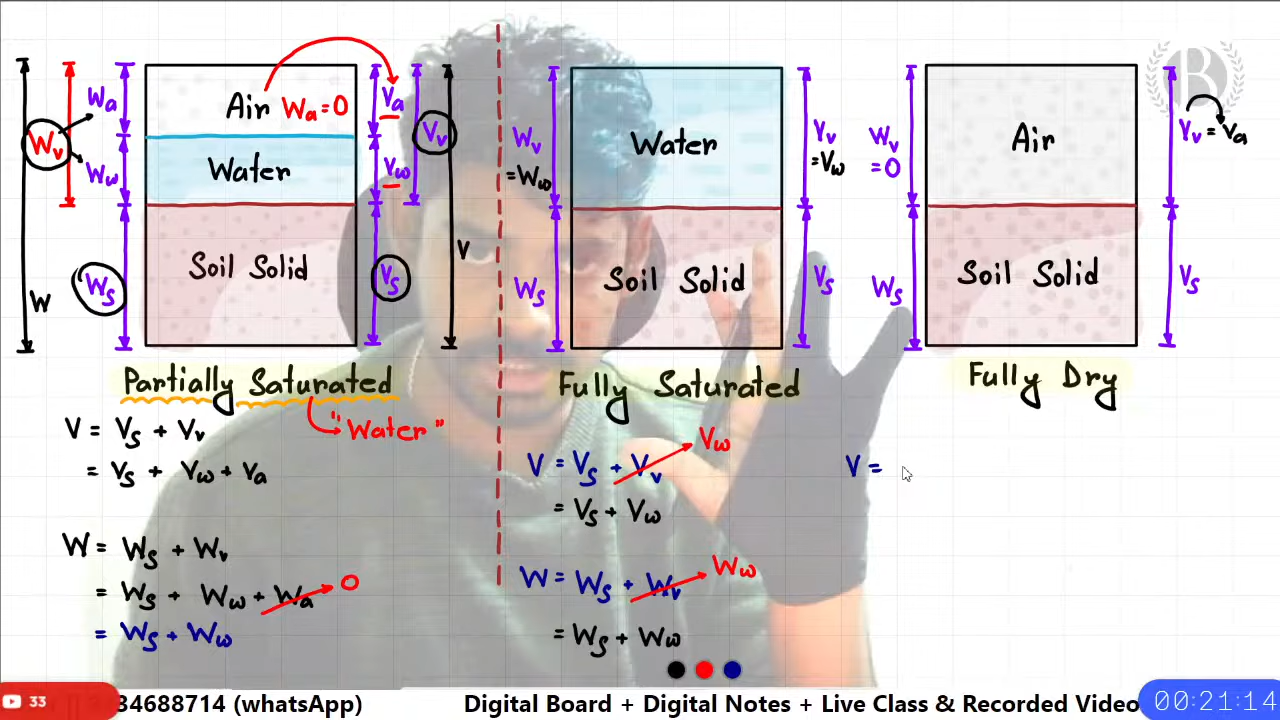 Wa
Wv
Ww
Ws
W
Air Wa = 0
Water
Soil Solid
Va
Vw
Vv
Vs
V
Partially Saturated
"Water"
V = Vs + Vv
= Vs + Vw + Va
W = Ws + Wv
= Ws + Ww + Wa 0
= Ws + Ww
Wv
= Ww
Ws
Water
Soil Solid
Vv
= Vw
Vs
Fully Saturated
V = Vs + Vv Vw
= Vs + Vw
W = Ws + Wv Ww
= Ws + Ww
Wv
= 0
Ws
Air
Soil Solid
Vv = Va
Vs
Fully Dry
V =
B
33
34688714 (whatsApp)
Digital Board + Digital Notes + Live Class & Recorded Video
00:21:14